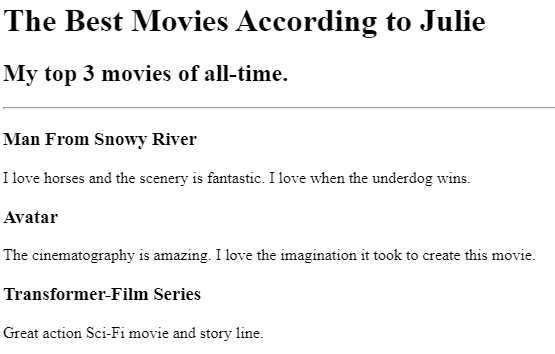 The Best Movies According to Julie
My top 3 movies of all-time.
Man From Snowy River
I love horses and the scenery is fantastic. I love when the underdog wins.
Avatar
The cinematography is amazing. I love the imagination it took to create this movie.
Transformer-Film Series
Great action Sci-Fi movie and story line.